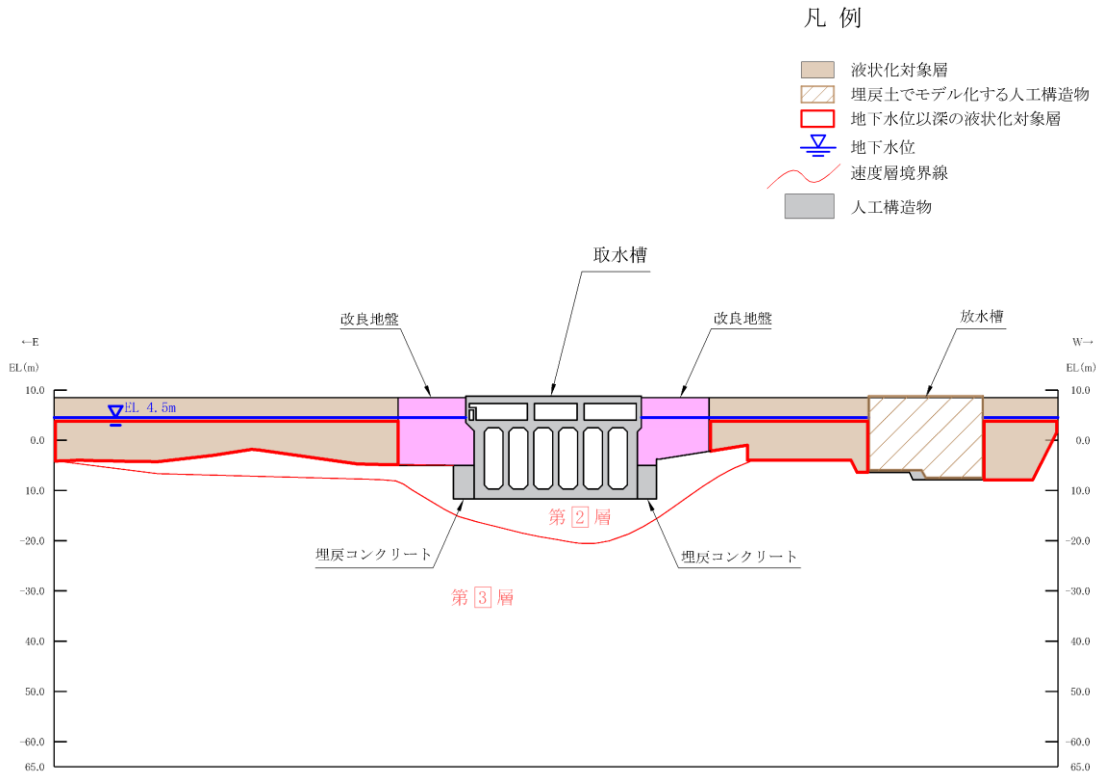 凡 例
液状化対象層
埋戻土でモデル化する人工構造物
地下水位以深の液状化対象層
地下水位
速度層境界線
人工構造物
取水槽
改良地盤
改良地盤
放水槽
←E
W→
EL(m)
EL(m)
10.0
10.0
EL 4.5m
0.0
0.0
10.0
10.0
第2層
-20.0
-20.0
埋戻コンクリート
埋戻コンクリート
第3層
-30.0
-30.0
40.0
40.0
50.0
50.0
-60.0
-60.0
65.0
65.0